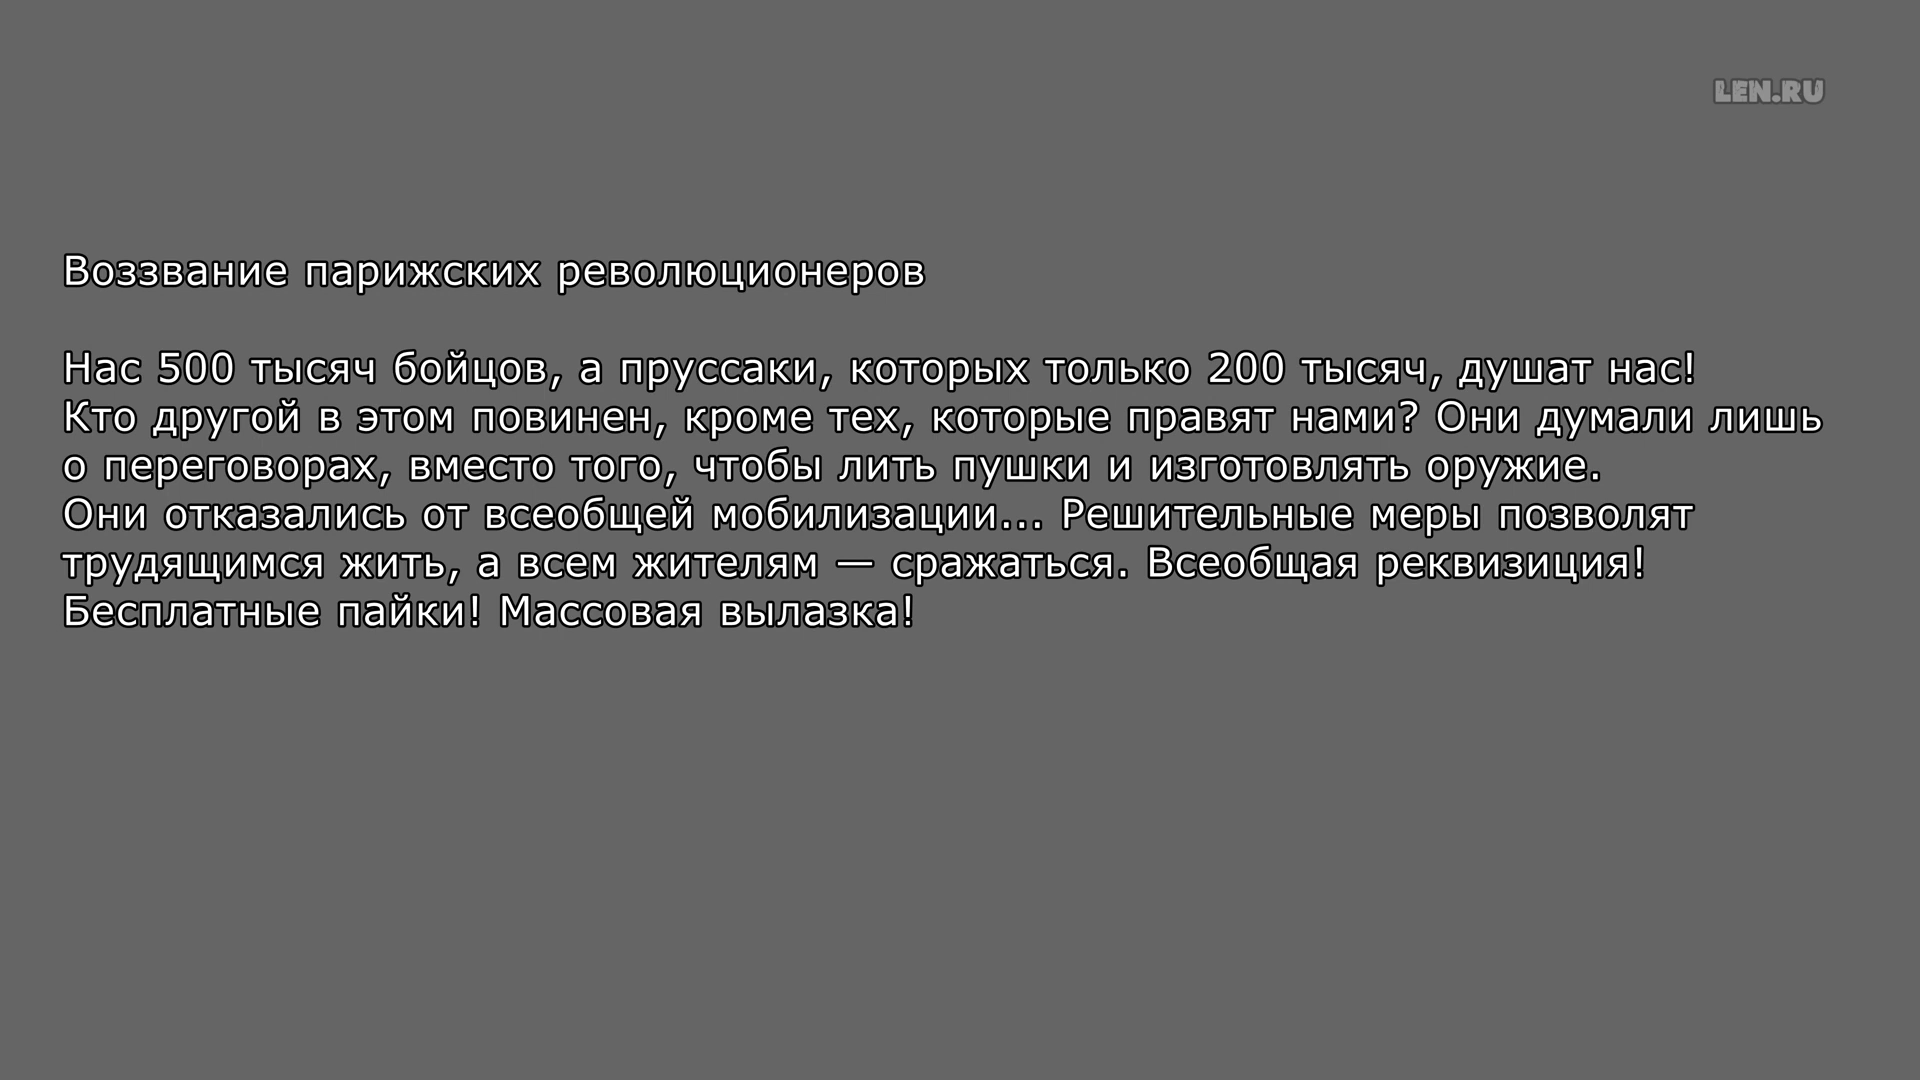 LEN.RU
Воззвание парижских революционеров
Нас 500 тысяч бойцов, а пруссаки, которых только 200 тысяч, душат нас!
Кто другой в этом повинен, кроме тех, которые правят нами? Они думали лишь
о переговорах, вместо того, чтобы лить пушки и изготовлять оружие.
Они отказались от всеобщей мобилизации... Решительные меры позволят
трудящимся жить, а всем жителям — сражаться. Всеобщая реквизиция!
Бесплатные пайки! Массовая вылазка!